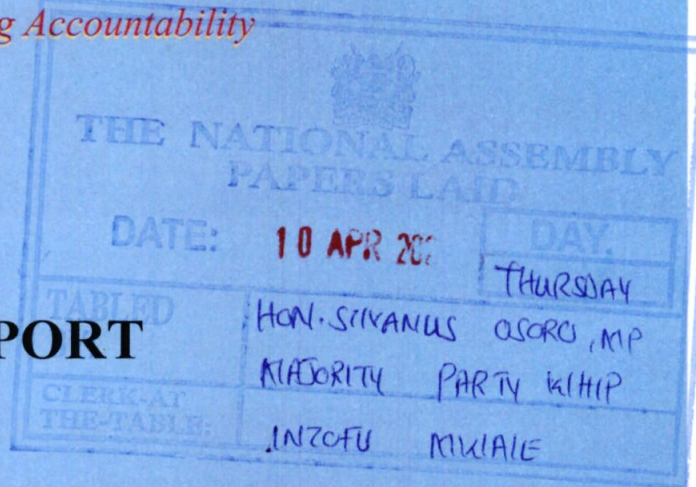 g Accountability
THE NATIONAL ASSEMBLY
PAPERS LAID
DATE: 10 APR 202 DAY.
THURSDAY
TABLED HON. SILVANUS OSORO, MP
PORT
MAJORITY PARTY WHIP
CLERK-AT
THE-TABLE: INZOFU MWALE